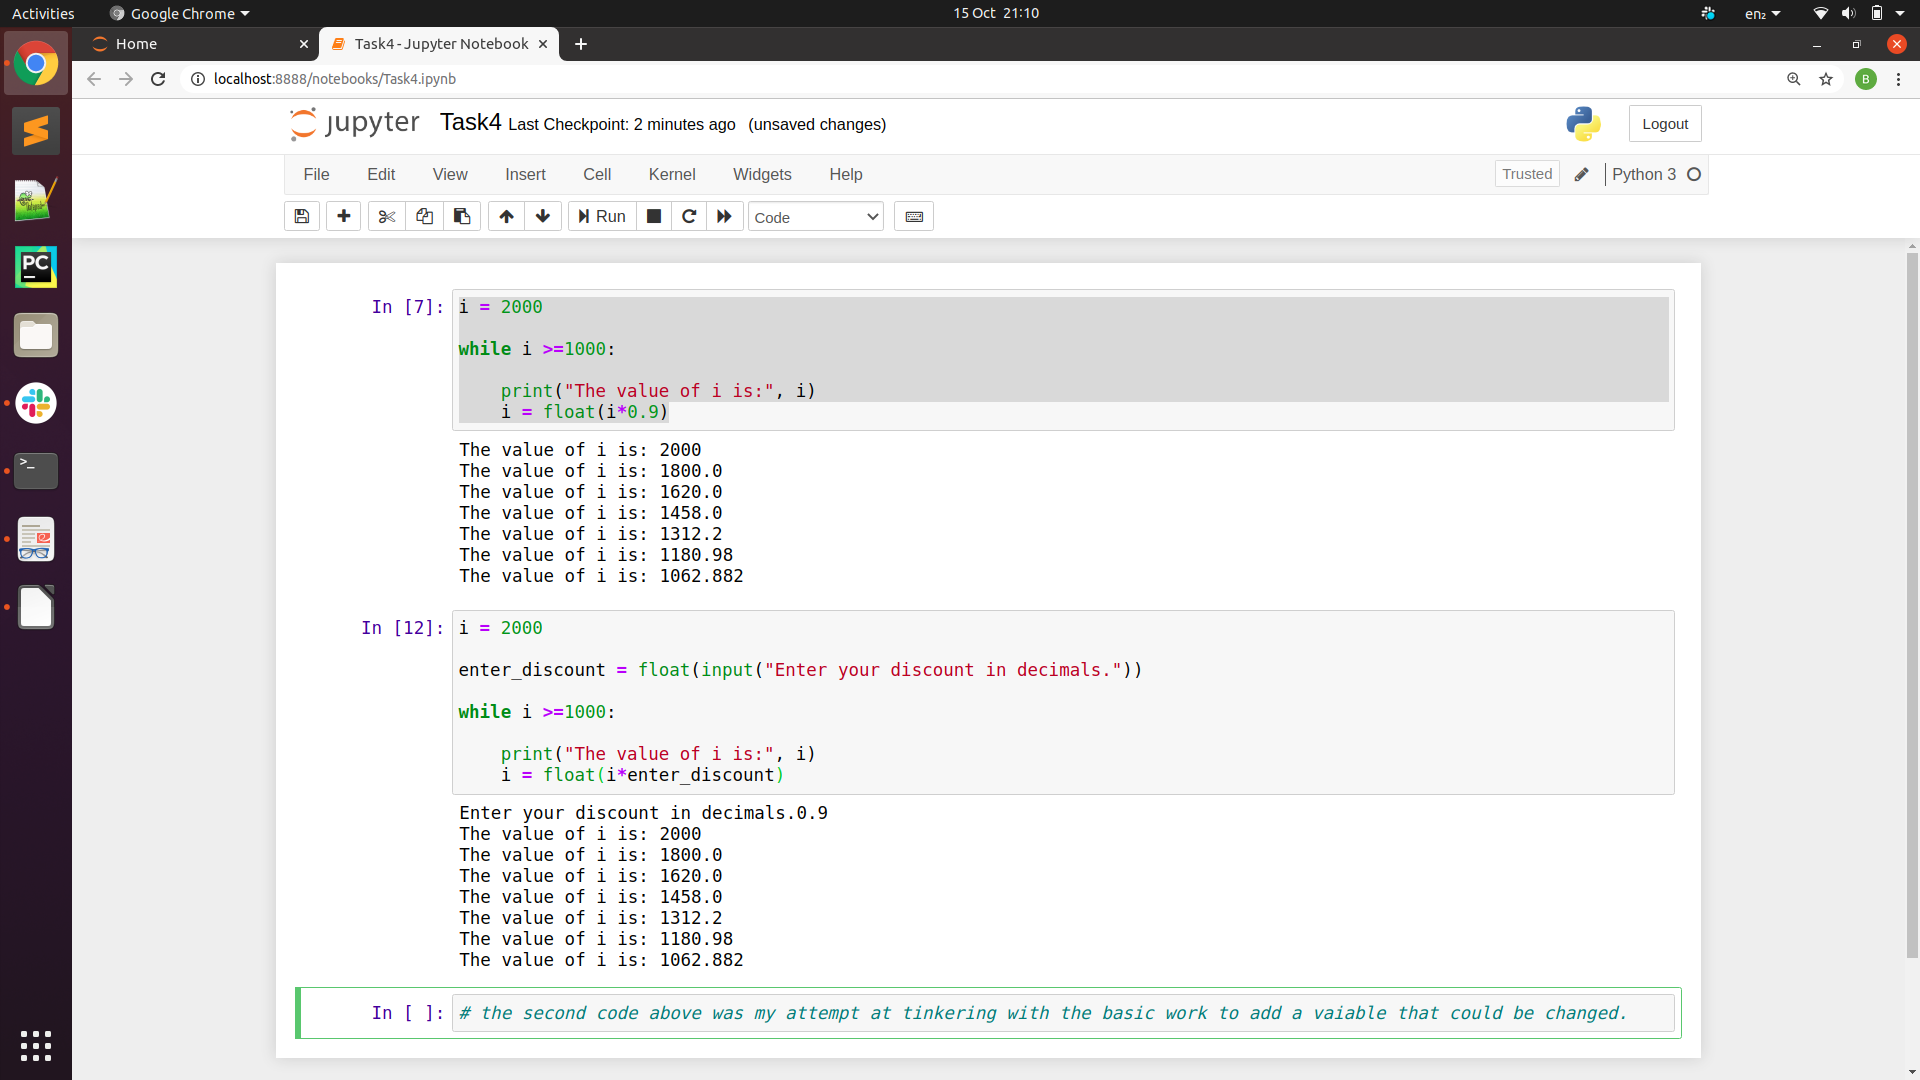 Activities
Google Chrome
15 Oct 21:10
en₂
Home
Task4 - Jupyter Notebook
localhost:8888/notebooks/Task4.ipynb
B
jupyter Task4 Last Checkpoint: 2 minutes ago (unsaved changes)
Logout
File Edit View Insert Cell Kernel Widgets Help
Trusted
Python 3
Run
Code
In [7]: i = 2000
while i >=1000:
print("The value of i is:", i)
i = float(i*0.9)
The value of i is: 2000
The value of i is: 1800.0
The value of i is: 1620.0
The value of i is: 1458.0
The value of i is: 1312.2
The value of i is: 1180.98
The value of i is: 1062.882
In [12]: i = 2000
enter_discount = float(input("Enter your discount in decimals."))
while i >=1000:
print("The value of i is:", i)
i = float(i*enter_discount)
Enter your discount in decimals.0.9
The value of i is: 2000
The value of i is: 1800.0
The value of i is: 1620.0
The value of i is: 1458.0
The value of i is: 1312.2
The value of i is: 1180.98
The value of i is: 1062.882
In [ ]: # the second code above was my attempt at tinkering with the basic work to add a vaiable that could be changed.
PC
>_